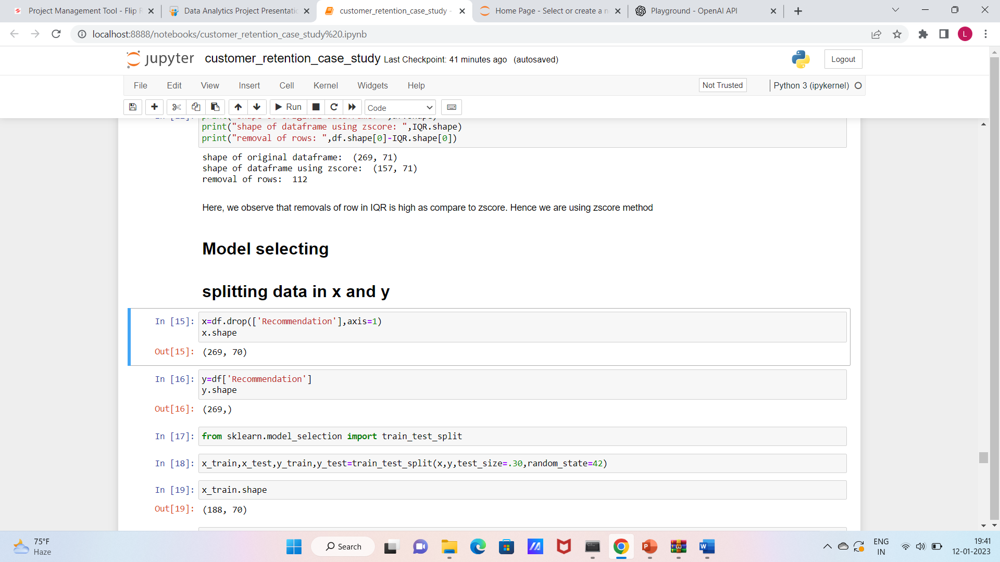 Project Management Tool - Flip R
Data Analytics Project Presentatic
customer_retention_case_study -
Home Page - Select or create a n
Playground - OpenAI API
localhost:8888/notebooks/customer_retention_case_study%20.ipynb
L
jupyter customer_retention_case_study Last Checkpoint: 41 minutes ago (autosaved)
Logout
File Edit View Insert Cell Kernel Widgets Help
Not Trusted
Python 3 (ipykernel)
Run
Code
print("shape of dataframe using zscore: ",IQR.shape)
print("removal of rows: ",df.shape[0]-IQR.shape[0])
shape of original dataframe:  (269, 71)
shape of dataframe using zscore:  (157, 71)
removal of rows:  112
Here, we observe that removals of row in IQR is high as compare to zscore. Hence we are using zscore method
Model selecting
splitting data in x and y
In [15]: x=df.drop(['Recommendation'],axis=1)
x.shape
Out[15]: (269, 70)
In [16]: y=df['Recommendation']
y.shape
Out[16]: (269,)
In [17]: from sklearn.model_selection import train_test_split
In [18]: x_train,x_test,y_train,y_test=train_test_split(x,y,test_size=.30,random_state=42)
In [19]: x_train.shape
Out[19]: (188, 70)
75°F
Haze
Search
ENG
IN
19:41
12-01-2023